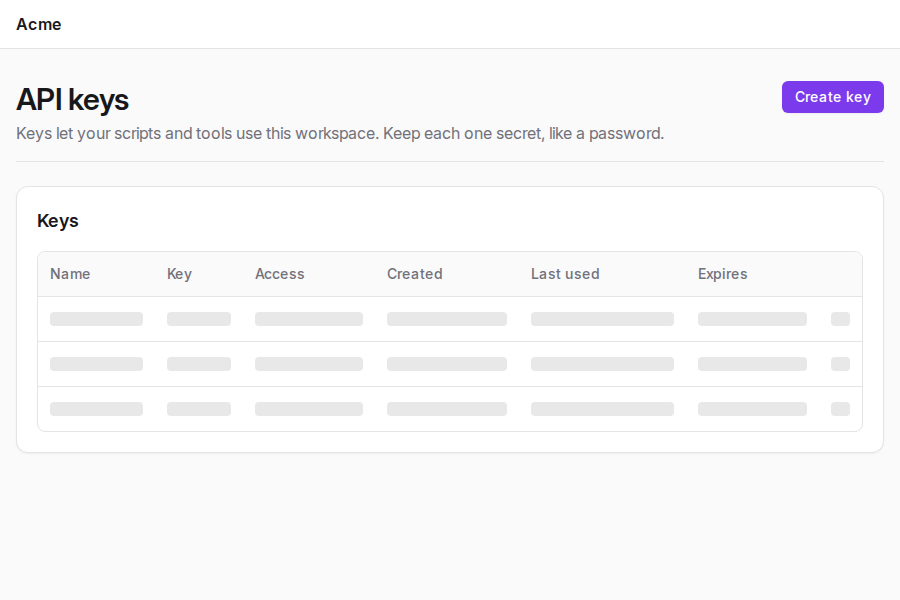 Acme
API keys
Create key
Keys let your scripts and tools use this workspace. Keep each one secret, like a password.
Keys
Name Key Access Created Last used Expires